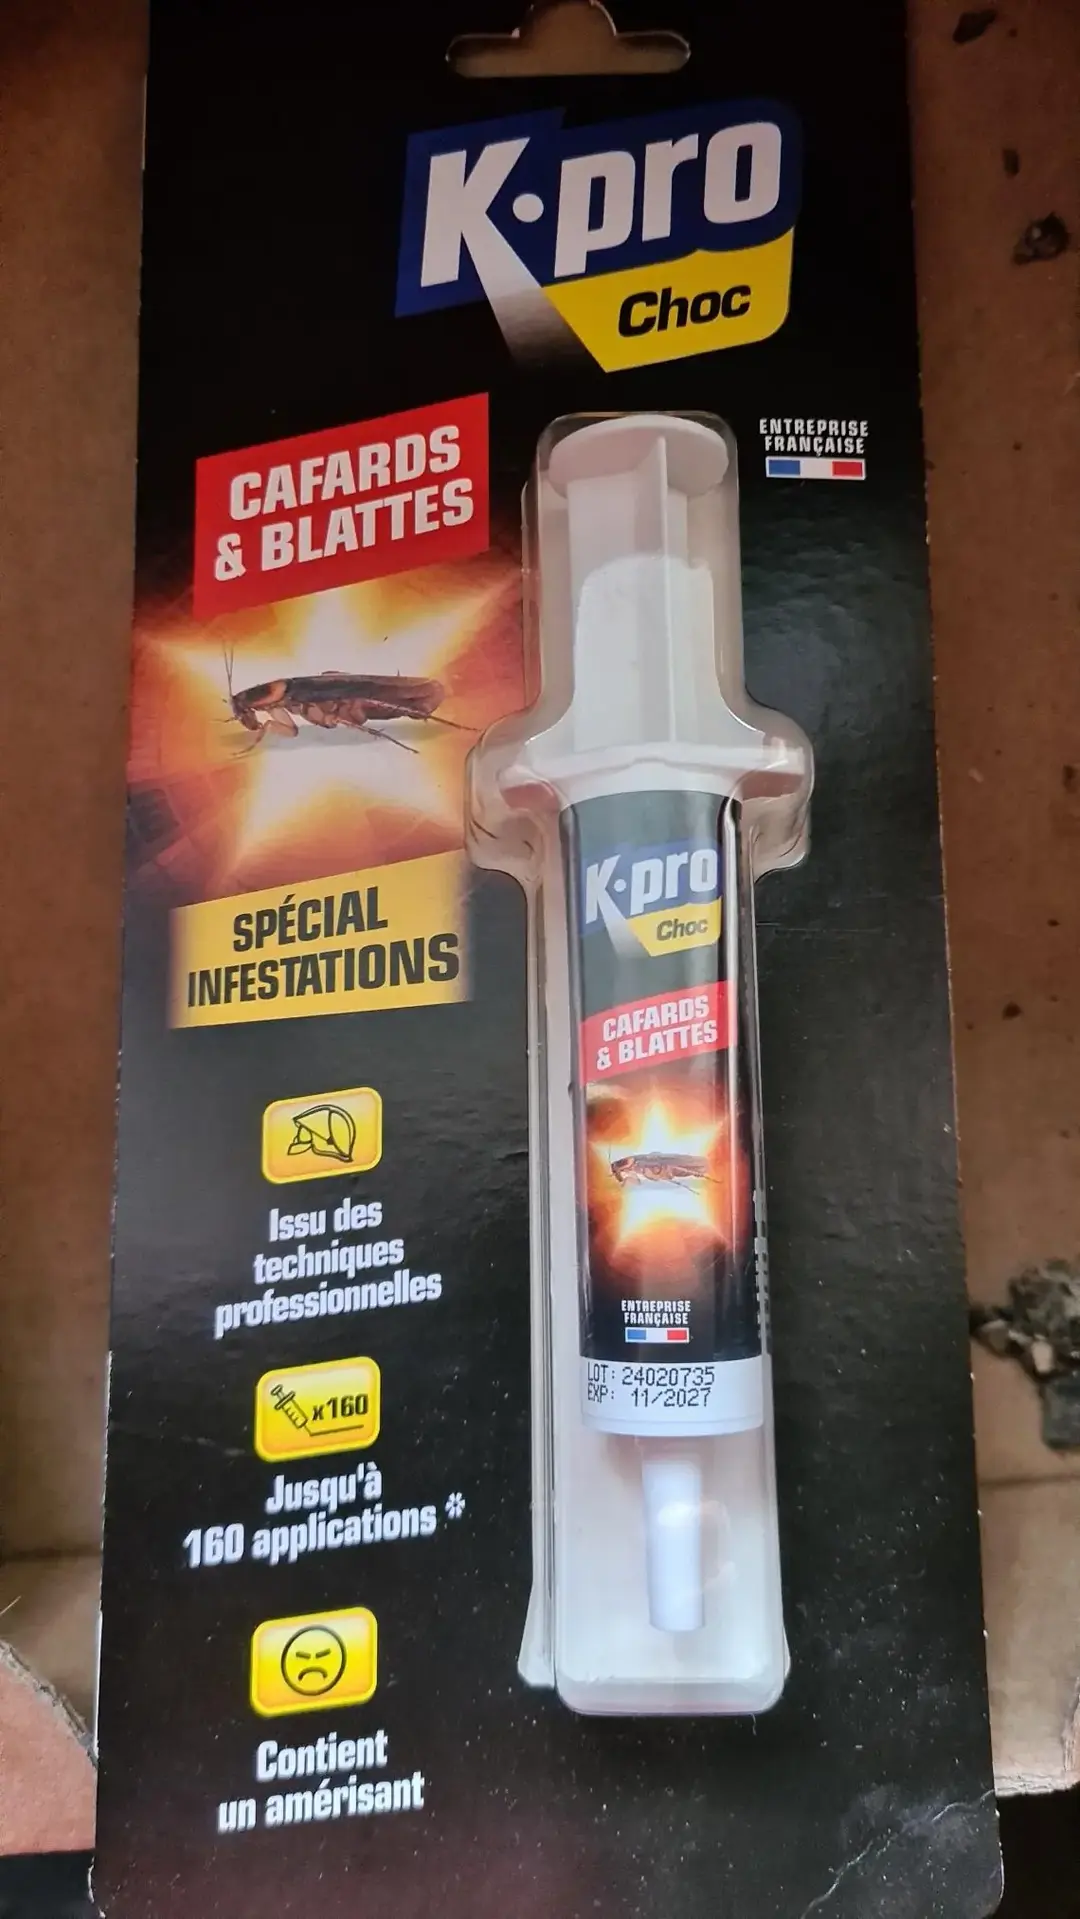 K·pro
Choc
ENTREPRISE
FRANÇAISE
CAFARDS
& BLATTES
SPÉCIAL
INFESTATIONS
K·pro
Choc
CAFARDS
& BLATTES
ENTREPRISE
FRANÇAISE
LOT: 24020735
EXP: 11/2027
Issu des
techniques
professionnelles
x160
Jusqu'à
160 applications *
Contient
un amérisant